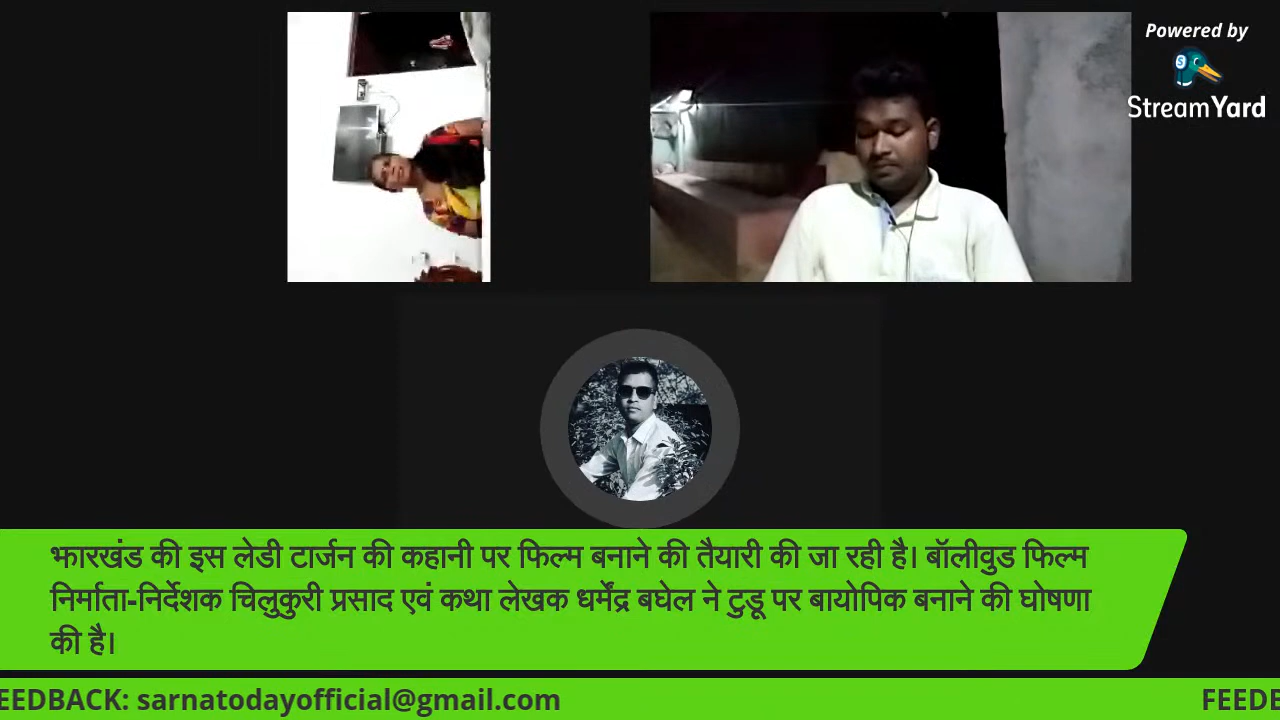 Powered by
StreamYard
झारखंड की इस लेडी टार्जन की कहानी पर फिल्म बनाने की तैयारी की जा रही है। बॉलीवुड फिल्म
निर्माता-निर्देशक चिलुकुरी प्रसाद एवं कथा लेखक धर्मेंद्र बघेल ने टुडू पर बायोपिक बनाने की घोषणा
की है।
EEDBACK: sarnatodayofficial@gmail.com FEEDE